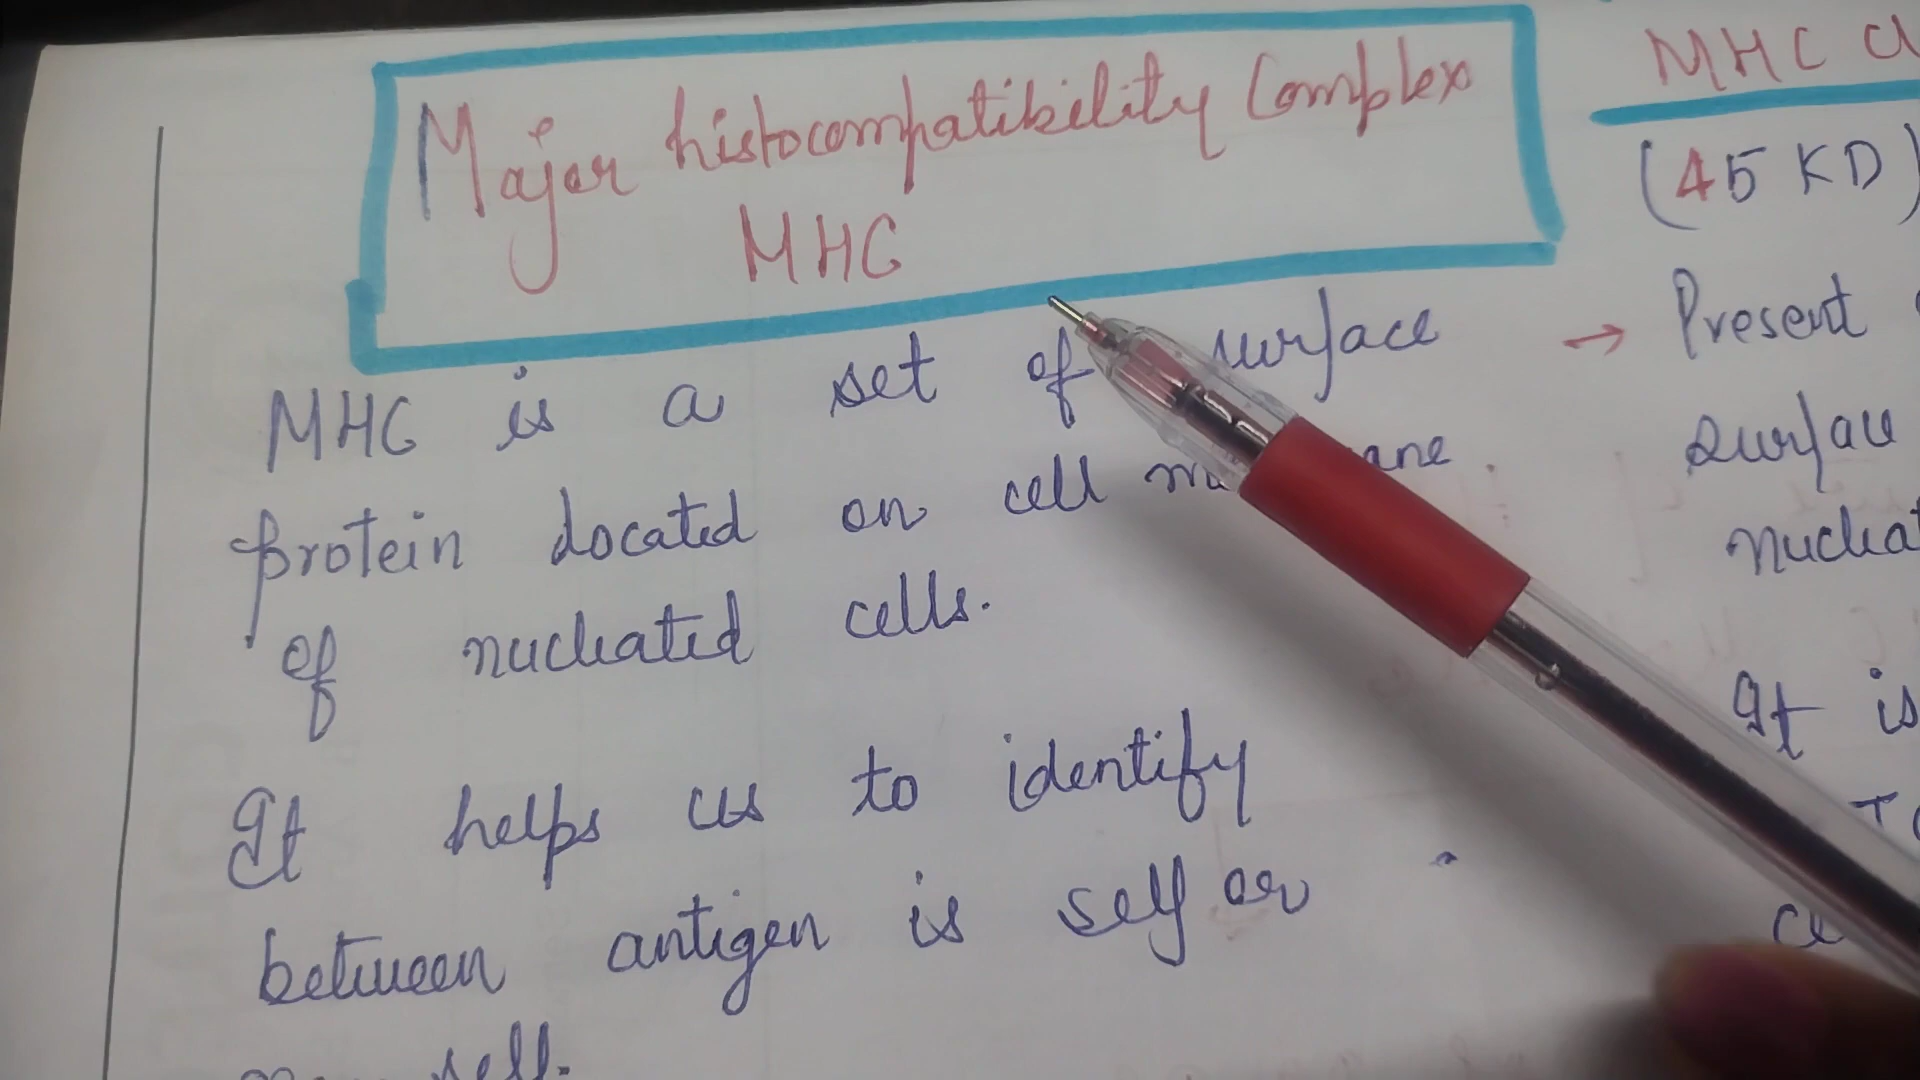 Major histocompatibility Complex
MHC
MHC is a set of surface
protein located on cell
of nucleated cells.
It helps us to identify
between antigen is self or
self.
MHC
(45 KD)
→ Present
surface
It is